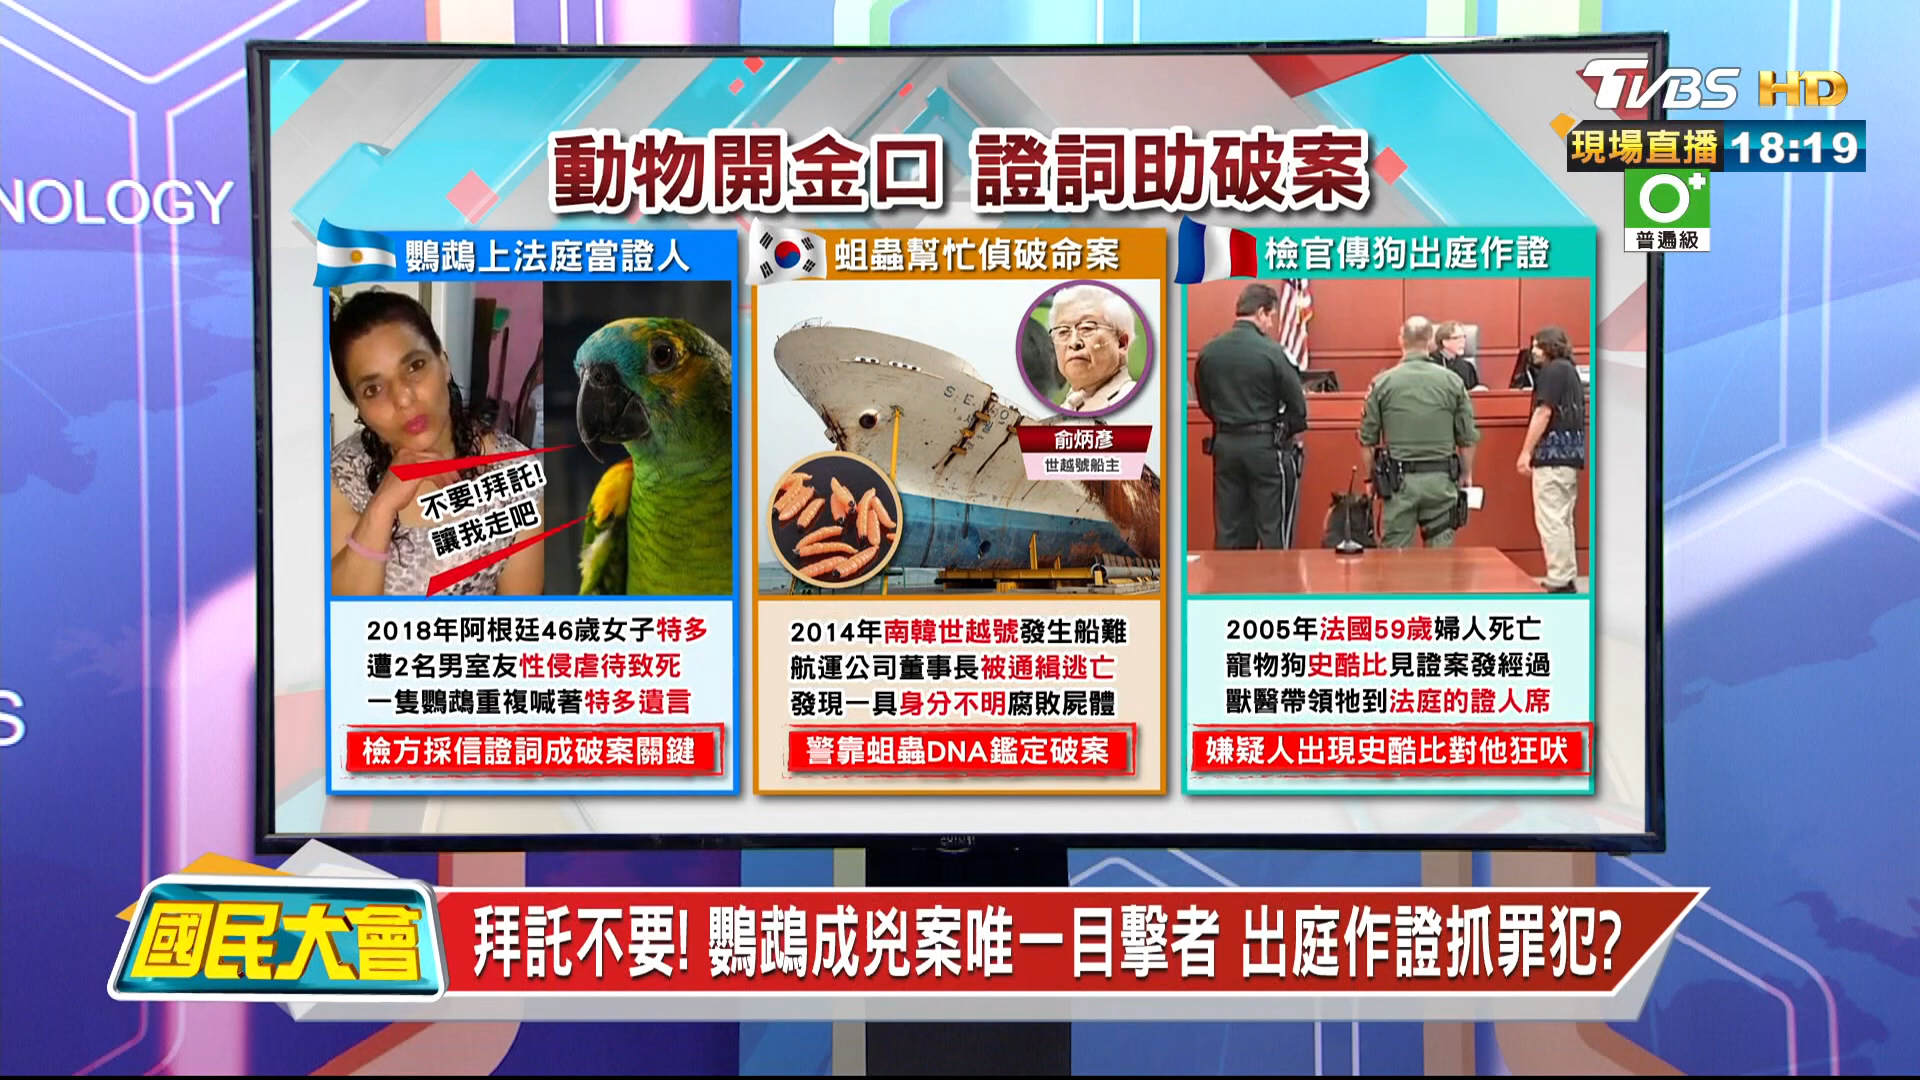 TVBS HD
現場直播 18:19
普遍級
NOLOGY
S
動物開金口 證詞助破案
鸚鵡上法庭當證人
不要!拜託!
讓我走吧
2018年阿根廷46歲女子特多
遭2名男室友性侵虐待致死
一隻鸚鵡重複喊著特多遺言
檢方採信證詞成破案關鍵
蛆蟲幫忙偵破命案
俞炳彥
世越號船主
2014年南韓世越號發生船難
航運公司董事長被通緝逃亡
發現一具身分不明腐敗屍體
警靠蛆蟲DNA鑑定破案
檢官傳狗出庭作證
2005年法國59歲婦人死亡
寵物狗史酷比見證案發經過
獸醫帶領牠到法庭的證人席
嫌疑人出現史酷比對他狂吠
CHIMEI
國民大會
拜託不要! 鸚鵡成兇案唯一目擊者 出庭作證抓罪犯?